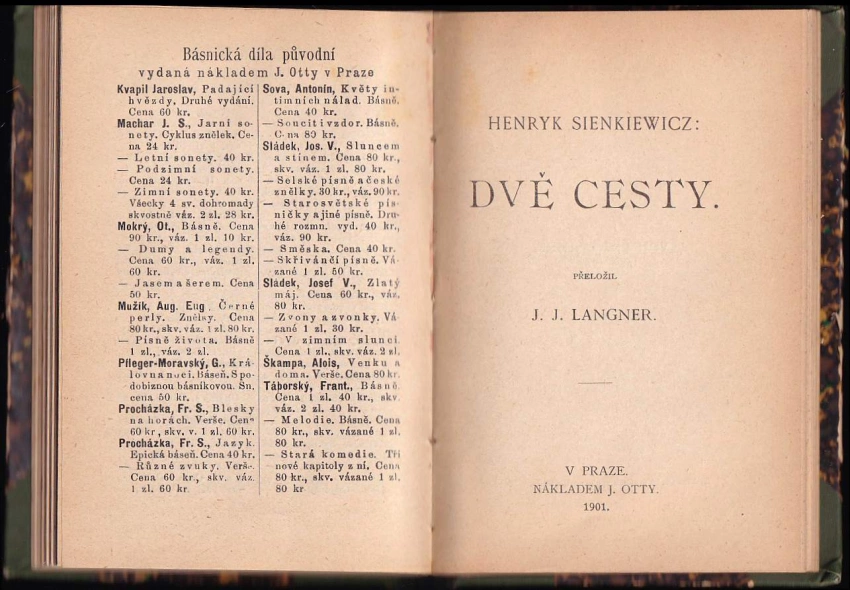 Básnická díla původní
vydaná nákladem J. Otty v Praze
Kvapil Jaroslav, Padající
hvězdy. Druhé vydání.
Cena 60 kr.
Machar J. S., Jarní so-
nety. Cyklus znělek. Ce-
na 24 kr.
— Letní sonety. 40 kr.
— Podzimní sonety.
Cena 24 kr.
— Zimní sonety. 40 kr.
Všecky 4 sv. dohromady
skvostně váz. 2 zl. 28 kr.
Mokrý, Ot., Básně. Cena
90 kr., váz. 1 zl. 10 kr.
— Dumy a legendy.
Cena 60 kr., váz. 1 zl.
60 kr.
— Jasem a šerem. Cena
50 kr.
Mužík, Aug. Eug., Černé
perly. Znělky. Cena
80 kr., skv. váz. 1 zl. 80 kr.
— Písně života. Básně
1 zl., váz. 2 zl.
Pfleger-Moravský, G., Krá-
lovna noci. Báseň. S po-
dobiznou básníkovou. Sn.
cena 50 kr.
Procházka, Fr. S., Blesky
na horách. Verše. Cena
60 kr., skv. v. 1 zl. 60 kr.
Procházka, Fr. S., Jazyk.
Epická báseň. Cena 40 kr.
— Různé zvuky. Verše.
Cena 60 kr., skv. váz.
1 zl. 60 kr
Sova, Antonín, Květy in-
timních nálad. Básně.
Cena 40 kr.
— Soucit i vzdor. Básně.
Cena 80 kr.
Sládek, Jos. V., Sluncem
a stínem. Cena 80 kr.,
skv. váz. 1 zl. 80 kr.
— Selské písně a české
znělky. 30 kr., váz. 90 kr.
— Starosvětské pís-
ničky a jiné písně. Dru-
hé rozmn. vyd. 40 kr.,
váz. 90 kr.
— Směska. Cena 40 kr.
— Skřivánčí písně. Vá-
zané 1 zl. 50 kr.
Sládek, Josef V., Zlatý
máj. Cena 60 kr., váz.
80 kr.
— Zvony a zvonky. Vá-
zané 1 zl. 30 kr.
— V zimním slunci.
Cena 1 zl., skv. váz. 2 zl.
Škampa, Alois, Venku a
doma. Verše. Cena 80 kr.
Táborský, Frant., Básně.
Cena 1 zl. 40 kr., skv.
váz. 2 zl. 40 kr.
— Melodie. Básně. Cena
80 kr., skv. vázané 1 zl.
80 kr.
— Stará komedie. Tři
nové kapitoly z ní. Cena
80 kr., skv. vázané 1 zl.
80 kr
HENRYK SIENKIEWICZ:
DVĚ CESTY.
PŘELOŽIL
J. J. LANGNER.
V PRAZE.
NÁKLADEM J. OTTY.
1901.